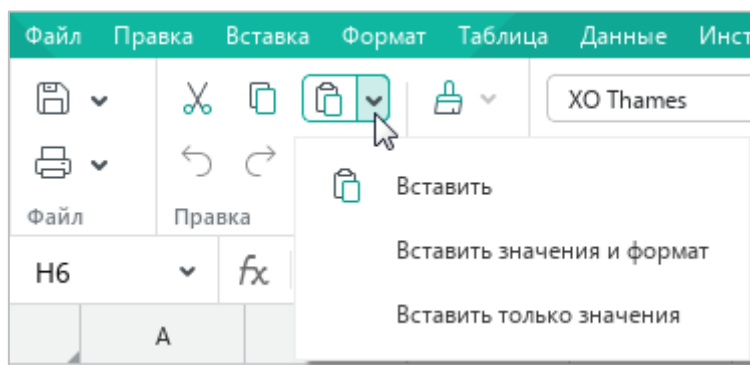 Файл Правка Вставка Формат Таблица Данные Инст
XO Thames
Вставить
Файл Правка
Вставить значения и формат
H6 fx
Вставить только значения
A